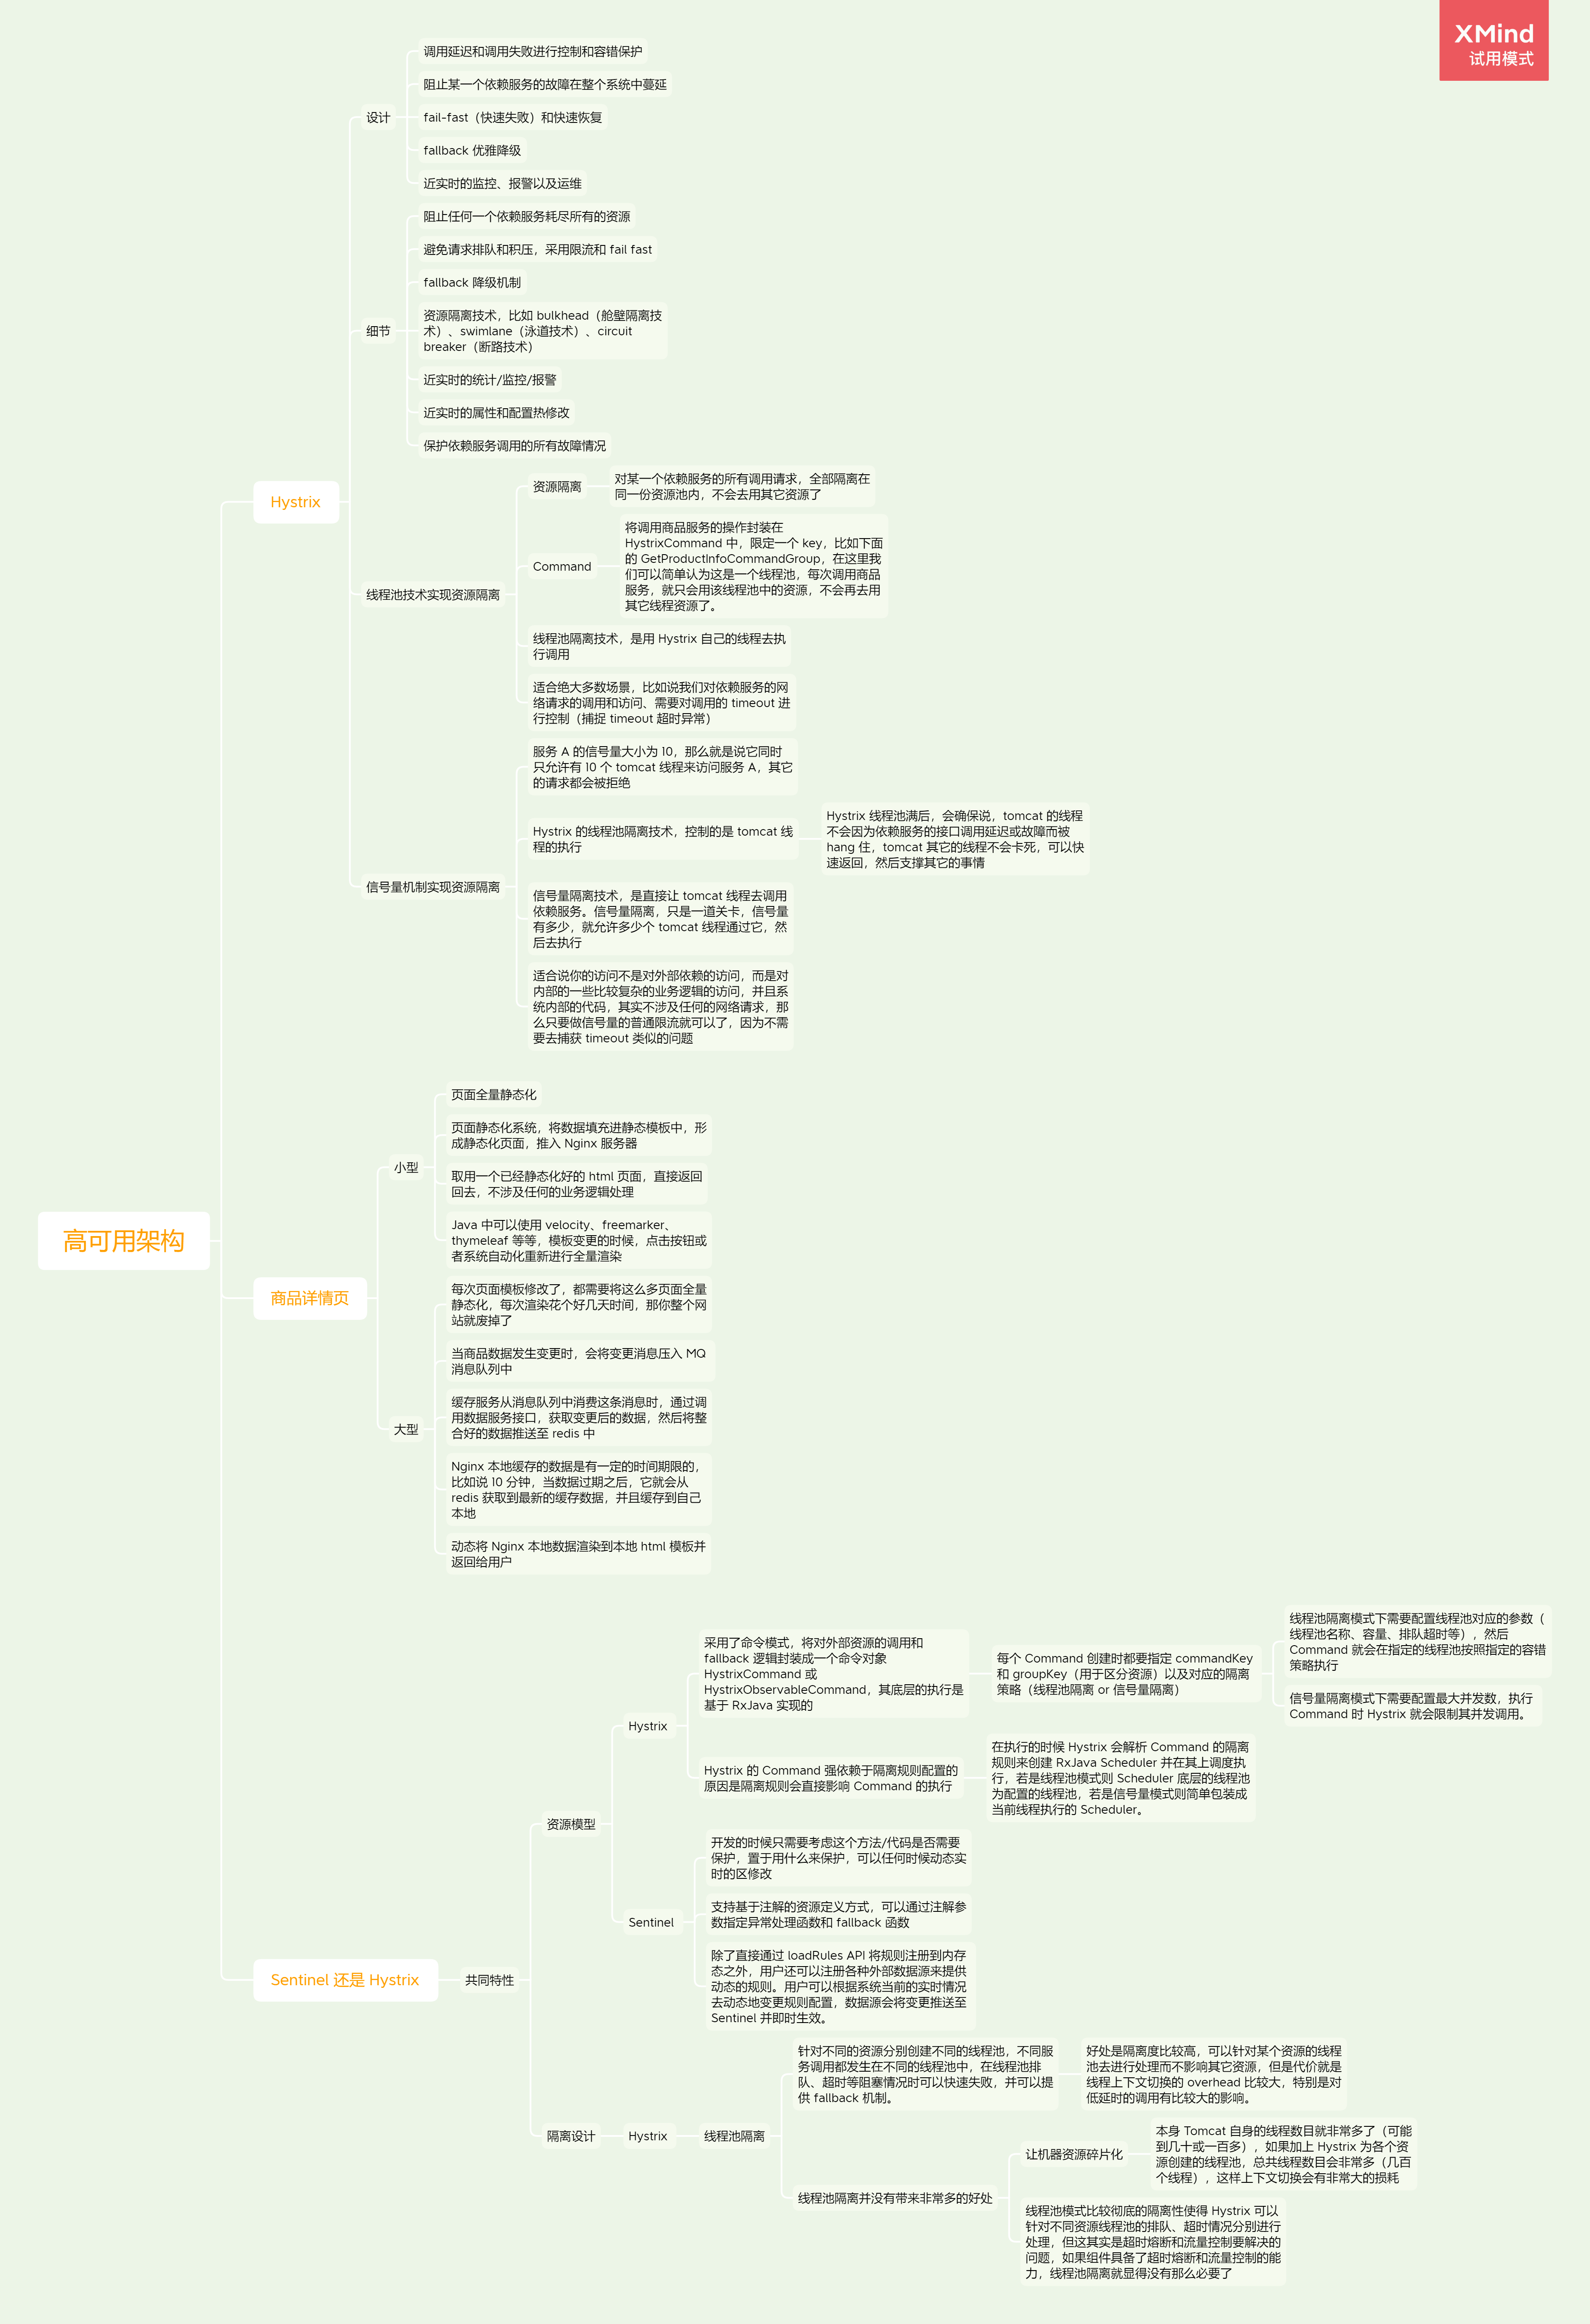 XMind
试用模式
高可用架构
Hystrix
设计
调用延迟和调用失败进行控制和容错保护
阻止某一个依赖服务的故障在整个系统中蔓延
fail-fast（快速失败）和快速恢复
fallback 优雅降级
近实时的监控、报警以及运维
细节
阻止任何一个依赖服务耗尽所有的资源
避免请求排队和积压，采用限流和 fail fast
fallback 降级机制
资源隔离技术，比如 bulkhead（舱壁隔离技
术）、swimlane（泳道技术）、circuit
breaker（断路技术）
近实时的统计/监控/报警
近实时的属性和配置热修改
保护依赖服务调用的所有故障情况
线程池技术实现资源隔离
资源隔离
对某一个依赖服务的所有调用请求，全部隔离在
同一份资源池内，不会去用其它资源了
Command
将调用商品服务的操作封装在
HystrixCommand 中，限定一个 key，比如下面
的 GetProductInfoCommandGroup，在这里我
们可以简单认为这是一个线程池，每次调用商品
服务，就只会用该线程池中的资源，不会再去用
其它线程资源了。
线程池隔离技术，是用 Hystrix 自己的线程去执
行调用
适合绝大多数场景，比如说我们对依赖服务的网
络请求的调用和访问、需要对调用的 timeout 进
行控制（捕捉 timeout 超时异常）
信号量机制实现资源隔离
服务 A 的信号量大小为 10，那么就是说它同时
只允许有 10 个 tomcat 线程来访问服务 A，其它
的请求都会被拒绝
Hystrix 的线程池隔离技术，控制的是 tomcat 线
程的执行
Hystrix 线程池满后，会确保说，tomcat 的线程
不会因为依赖服务的接口调用延迟或故障而被
hang 住，tomcat 其它的线程不会卡死，可以快
速返回，然后支撑其它的事情
信号量隔离技术，是直接让 tomcat 线程去调用
依赖服务。信号量隔离，只是一道关卡，信号量
有多少，就允许多少个 tomcat 线程通过它，然
后去执行
适合说你的访问不是对外部依赖的访问，而是对
内部的一些比较复杂的业务逻辑的访问，并且系
统内部的代码，其实不涉及任何的网络请求，那
么只要做信号量的普通限流就可以了，因为不需
要去捕获 timeout 类似的问题
商品详情页
小型
页面全量静态化
页面静态化系统，将数据填充进静态模板中，形
成静态化页面，推入 Nginx 服务器
取用一个已经静态化好的 html 页面，直接返回
回去，不涉及任何的业务逻辑处理
Java 中可以使用 velocity、freemarker、
thymeleaf 等等，模板变更的时候，点击按钮或
者系统自动化重新进行全量渲染
大型
每次页面模板修改了，都需要将这么多页面全量
静态化，每次渲染花个好几天时间，那你整个网
站就废掉了
当商品数据发生变更时，会将变更消息压入 MQ
消息队列中
缓存服务从消息队列中消费这条消息时，通过调
用数据服务接口，获取变更后的数据，然后将整
合好的数据推送至 redis 中
Nginx 本地缓存的数据是有一定的时间期限的，
比如说 10 分钟，当数据过期之后，它就会从
redis 获取到最新的缓存数据，并且缓存到自己
本地
动态将 Nginx 本地数据渲染到本地 html 模板并
返回给用户
Sentinel 还是 Hystrix
共同特性
资源模型
Hystrix
采用了命令模式，将对外部资源的调用和
fallback 逻辑封装成一个命令对象
HystrixCommand 或
HystrixObservableCommand，其底层的执行是
基于 RxJava 实现的
每个 Command 创建时都要指定 commandKey
和 groupKey（用于区分资源）以及对应的隔离
策略（线程池隔离 or 信号量隔离）
线程池隔离模式下需要配置线程池对应的参数（
线程池名称、容量、排队超时等），然后
Command 就会在指定的线程池按照指定的容错
策略执行
信号量隔离模式下需要配置最大并发数，执行
Command 时 Hystrix 就会限制其并发调用。
Hystrix 的 Command 强依赖于隔离规则配置的
原因是隔离规则会直接影响 Command 的执行
在执行的时候 Hystrix 会解析 Command 的隔离
规则来创建 RxJava Scheduler 并在其上调度执
行，若是线程池模式则 Scheduler 底层的线程池
为配置的线程池，若是信号量模式则简单包装成
当前线程执行的 Scheduler。
Sentinel
开发的时候只需要考虑这个方法/代码是否需要
保护，置于用什么来保护，可以任何时候动态实
时的区修改
支持基于注解的资源定义方式，可以通过注解参
数指定异常处理函数和 fallback 函数
除了直接通过 loadRules API 将规则注册到内存
态之外，用户还可以注册各种外部数据源来提供
动态的规则。用户可以根据系统当前的实时情况
去动态地变更规则配置，数据源会将变更推送至
Sentinel 并即时生效。
隔离设计
Hystrix
线程池隔离
针对不同的资源分别创建不同的线程池，不同服
务调用都发生在不同的线程池中，在线程池排
队、超时等阻塞情况时可以快速失败，并可以提
供 fallback 机制。
好处是隔离度比较高，可以针对某个资源的线程
池去进行处理而不影响其它资源，但是代价就是
线程上下文切换的 overhead 比较大，特别是对
低延时的调用有比较大的影响。
线程池隔离并没有带来非常多的好处
让机器资源碎片化
本身 Tomcat 自身的线程数目就非常多了（可能
到几十或一百多），如果加上 Hystrix 为各个资
源创建的线程池，总共线程数目会非常多（几百
个线程），这样上下文切换会有非常大的损耗
线程池模式比较彻底的隔离性使得 Hystrix 可以
针对不同资源线程池的排队、超时情况分别进行
处理，但这其实是超时熔断和流量控制要解决的
问题，如果组件具备了超时熔断和流量控制的能
力，线程池隔离就显得没有那么必要了